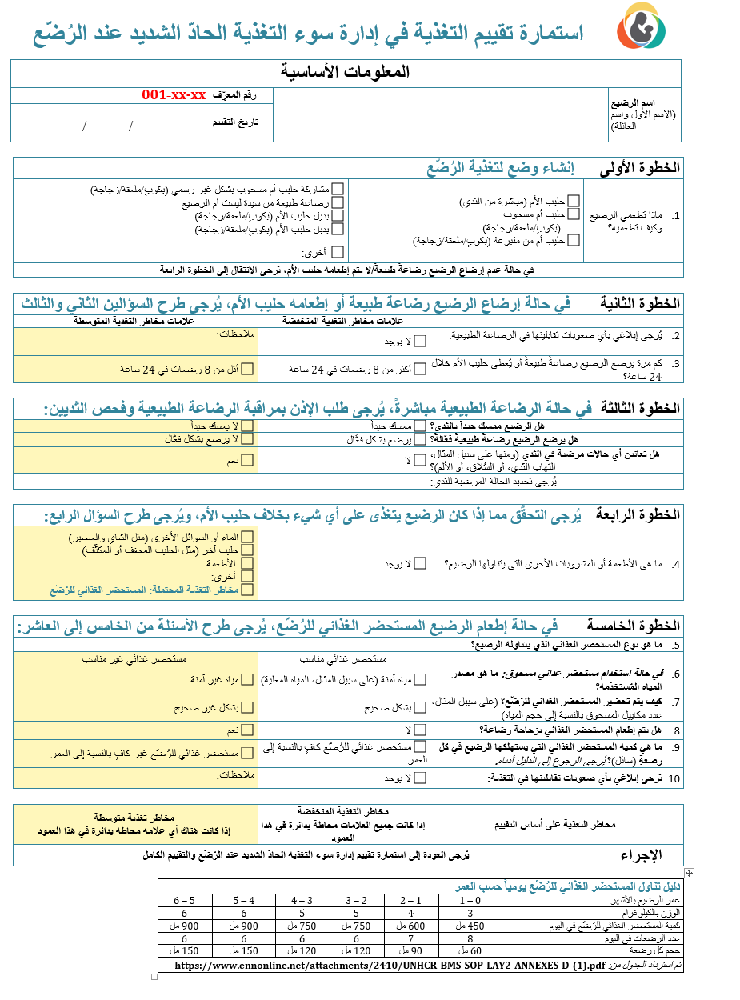 استمارة تقييم التغذية في إدارة سوء التغذية الحادّ الشديد عند الرُضّع
المعلومات الأساسية
اسم الرضيع
(الاسم الأول واسم
العائلة)
رقم المعرّف
001-xx-xx
تاريخ التقييم
______/ ______/ ______
الخطوة الأولى إنشاء وضع لتغذية الرُضّع
1. ماذا تطعمي الرضيع
وكيف تطعميه؟
حليب الأم (مباشرة من الثدي)
حليب أم مسحوب
(بكوب/ملعقة/زجاجة)
حليب أم من متبرعة (بكوب/ملعقة/زجاجة)
مشاركة حليب أم مسحوب بشكل غير رسمي (بكوب/ملعقة/زجاجة)
رضاعة طبيعة من سيدة ليست أم الرضيع
بديل حليب الأم (بكوب/ملعقة/زجاجة)
بديل حليب الأم (بكوب/ملعقة/زجاجة)
أخرى:
في حالة عدم إرضاع الرضيع رضاعةً طبيعةً/لا يتم إطعامه حليب الأم، يُرجى الانتقال إلى الخطوة الرابعة
الخطوة الثانية في حالة إرضاع الرضيع رضاعةً طبيعةً أو إطعامه حليب الأم، يُرجى طرح السؤالين الثاني والثالث
علامات مخاطر التغذية المنخفضة
علامات مخاطر التغذية المتوسطة
2. يُرجى إبلاغي بأي صعوبات تقابلينها في الرضاعة الطبيعية:
لا يوجد
ملاحظات:
3. كم مرة يرضع الرضيع رضاعةً طبيعةً أو يُعطى حليب الأم خلال
24 ساعة؟
أكثر من 8 رضعات في 24 ساعة
أقل من 8 رضعات في 24 ساعة
الخطوة الثالثة في حالة الرضاعة الطبيعية مباشرةً، يُرجى طلب الإذن بمراقبة الرضاعة الطبيعية وفحص الثديين:
هل الرضيع ممسك جيداً بالثدي؟
ممسك جيداً
لا يمسك جيداً
هل يرضع الرضيع رضاعة طبيعية فعَّالة؟
يرضع بشكل فعَّال
لا يرضع بشكل فعَّال
هل تعانين أي حالات مرضية في الثدي (ومنها على سبيل المثال،
التهاب الثدي، أو السُّلاق، أو الألم)؟
لا
نعم
يُرجى تحديد الحالة المرضية للثدي:
الخطوة الرابعة يُرجى التحقُّق مما إذا كان الرضيع يتغذى على أي شيء بخلاف حليب الأم، ويُرجى طرح السؤال الرابع:
4. ما هي الأطعمة أو المشروبات الأخرى التي يتناولها الرضيع؟
لا يوجد
الماء أو السوائل الأخرى (مثل الشاي والعصير)
حليب آخر (مثل الحليب المجفف أو المكثّف)
الأطعمة
أخرى:
مخاطر التغذية المحتملة: المستحضر الغذائي للرُضّع
الخطوة الخامسة في حالة إطعام الرضيع المستحضر الغذائي للرُضّع، يُرجى طرح الأسئلة من الخامس إلى العاشر:
5. ما هو نوع المستحضر الغذائي الذي يتناوله الرضيع؟
مستحضر غذائي مناسب
مستحضر غذائي غير مناسب
6. في حالة استخدام مستحضر غذائي مسحوق: ما هو مصدر
المياه المُستخدَمة؟
مياه آمنة (على سبيل المثال، المياه المغلية)
مياه غير آمنة
7. كيف يتم تحضير المستحضر الغذائي للرُضّع؟ (على سبيل المثال،
عدد مكاييل المسحوق بالنسبة إلى حجم المياه)
بشكل صحيح
بشكل غير صحيح
8. هل يتم إطعام المستحضر الغذائي بزجاجة رضاعة؟
لا
نعم
9. ما هي كمية المستحضر الغذائي التي يستهلكها الرضيع في كل
رضعةٍ (سائل)؟ يُرجى الرجوع إلى الدليل أدناه.
مستحضر غذائي للرُضّع كافٍ بالنسبة إلى
العمر
مستحضر غذائي للرُضّع غير كافٍ بالنسبة إلى العمر
10. يُرجى إبلاغي بأي صعوبات تقابلينها في التغذية:
لا يوجد
ملاحظات:
مخاطر التغذية على أساس التقييم
مخاطر التغذية المنخفضة
إذا كانت جميع العلامات محاطة بدائرة في هذا
العمود
مخاطر تغذية متوسطة
إذا كانت هناك أي علامة محاطة بدائرة في هذا العمود
الإجراء
يُرجى العودة إلى استمارة تقييم إدارة سوء التغذية الحادّ الشديد عند الرّضّع والتقييم الكامل
دليل تناول المستحضر الغذائي للرُضّع يومياً حسب العمر
عمر الرضيع بالأشهر 0 – 1 1 – 2 2 – 3 3 – 4 4 – 5 5 – 6
الوزن بالكيلوغرام 3 4 5 5 6 6
كمية المستحضر الغذائي للرُضّع في اليوم 450 مل 600 مل 750 مل 750 مل 900 مل 900 مل
عدد الرضعات في اليوم 8 7 6 6 6 6
حجم كل رضعة 60 مل 90 مل 120 مل 120 مل 150 مل 150 مل
تم استرداد الجدول من: https://www.ennonline.net/attachments/2410/UNHCR_BMS-SOP-LAY2-ANNEXES-D-(1).pdf